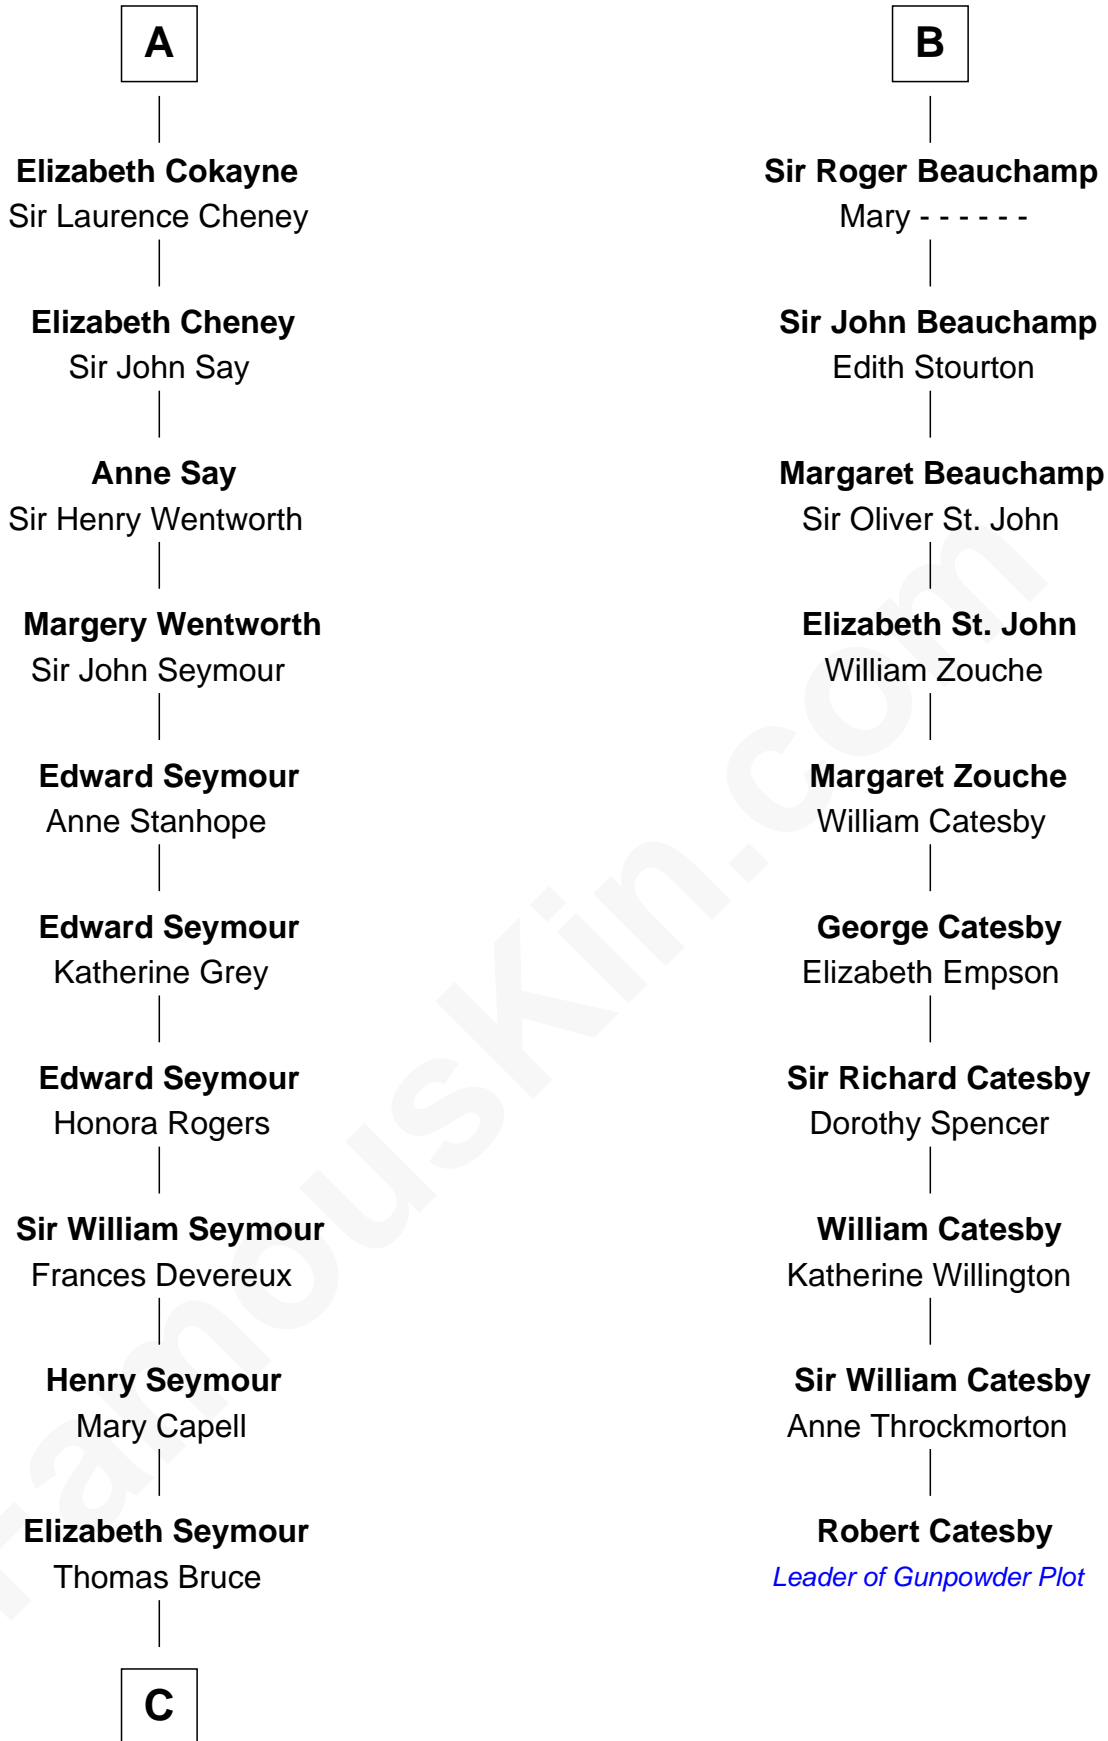 A
Elizabeth Cokayne
Sir Laurence Cheney
Elizabeth Cheney
Sir John Say
Anne Say
Sir Henry Wentworth
Margery Wentworth
Sir John Seymour
Edward Seymour
Anne Stanhope
Edward Seymour
Katherine Grey
Edward Seymour
Honora Rogers
Sir William Seymour
Frances Devereux
Henry Seymour
Mary Capell
Elizabeth Seymour
Thomas Bruce
C
B
Sir Roger Beauchamp
Mary - - - - - -
Sir John Beauchamp
Edith Stourton
Margaret Beauchamp
Sir Oliver St. John
Elizabeth St. John
William Zouche
Margaret Zouche
William Catesby
George Catesby
Elizabeth Empson
Sir Richard Catesby
Dorothy Spencer
William Catesby
Katherine Willington
Sir William Catesby
Anne Throckmorton
Robert Catesby
Leader of Gunpowder Plot
FamousKin.com